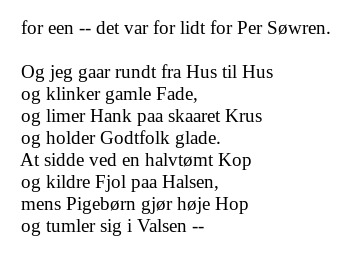 for een -- det var for lidt for Per Søwren.

Og jeg gaar rundt fra Hus til Hus
og klinker gamle Fade,
og limer Hank paa skaaret Krus
og holder Godtfolk glade.
At sidde ved en halvtømt Kop
og kildre Fjol paa Halsen,
mens Pigebørn gjør høje Hop
og tumler sig i Valsen --